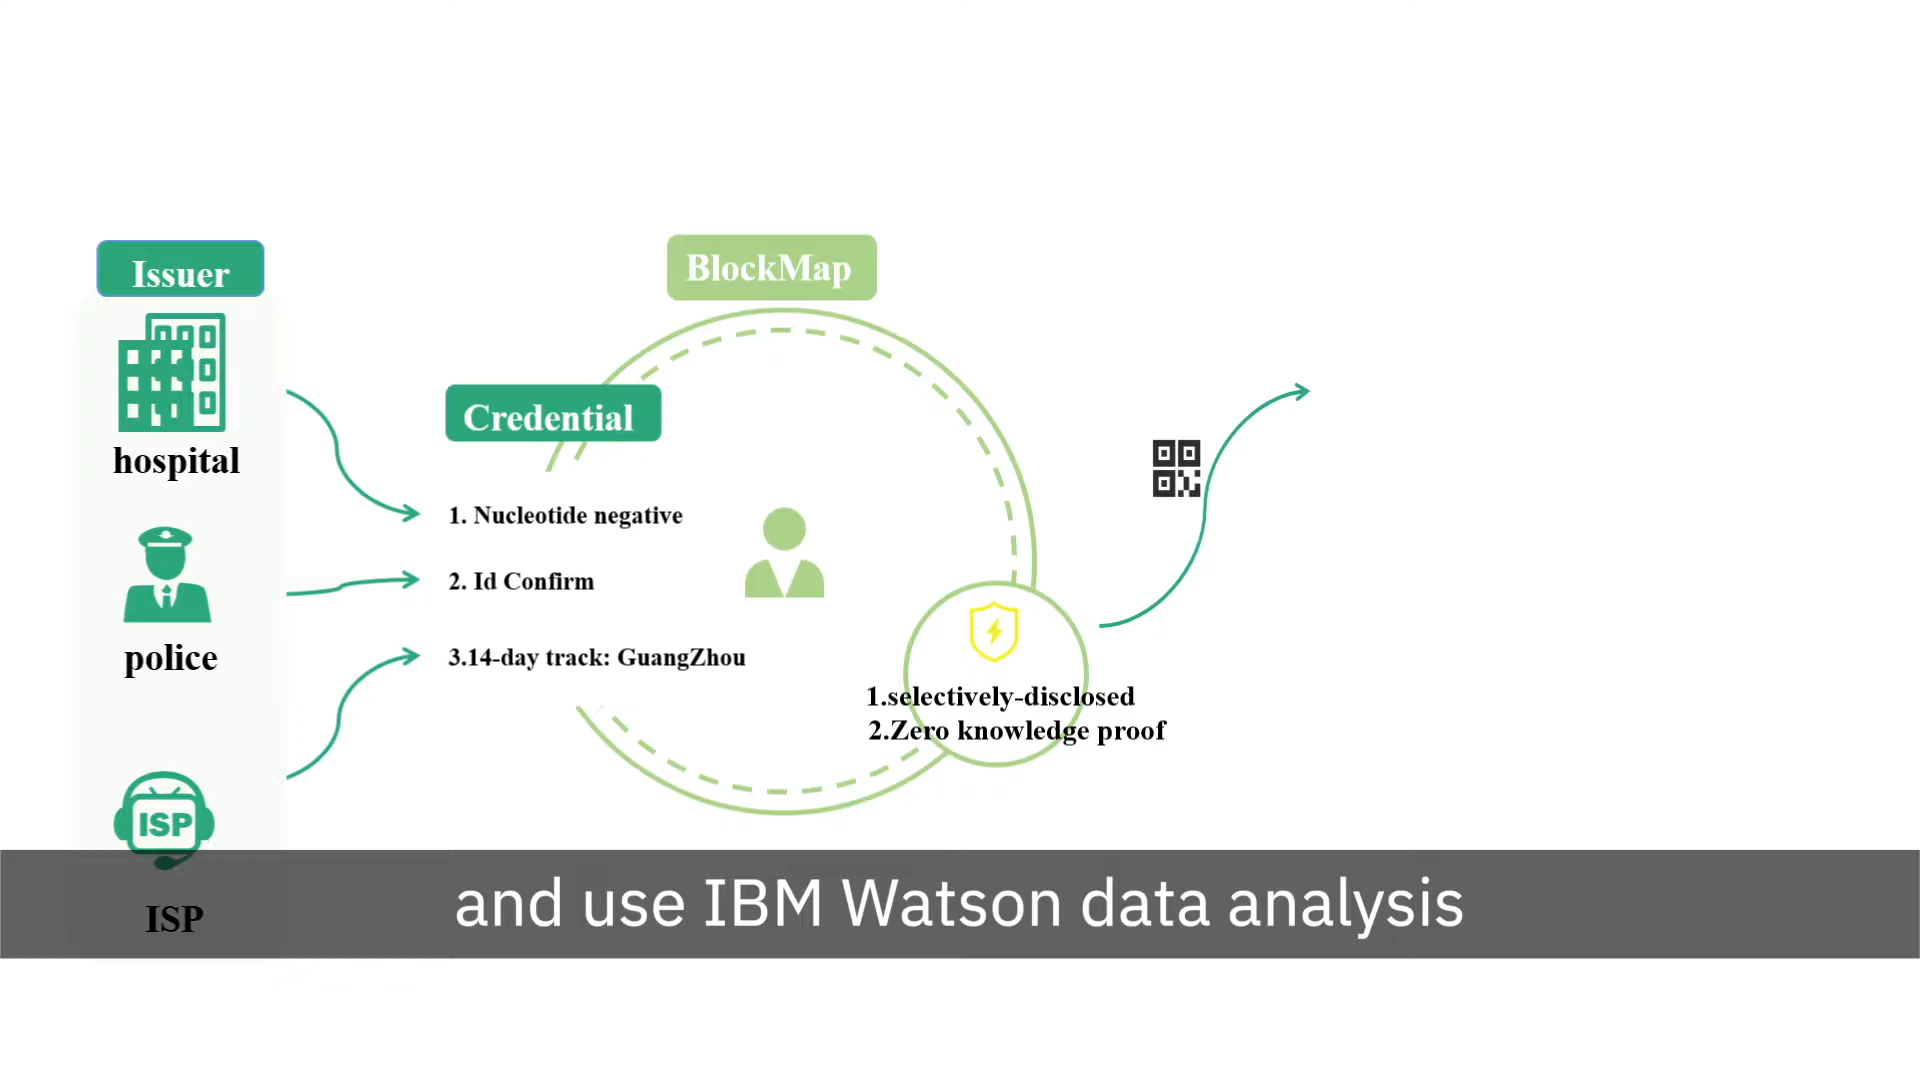 Issuer
hospital
police
ISP
ISP
BlockMap
Credential
1. Nucleotide negative
2. Id Confirm
3.14-day track: GuangZhou
1.selectively-disclosed
2.Zero knowledge proof
and use IBM Watson data analysis